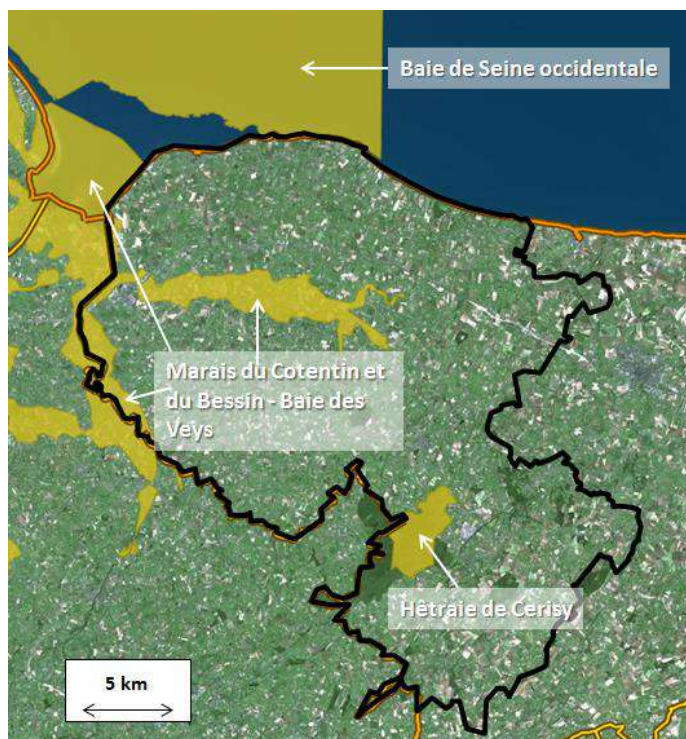 Baie de Seine occidentale
Marais du Cotentin et
du Bessin - Baie des
Veys
Hêtraie de Cerisy
5 km